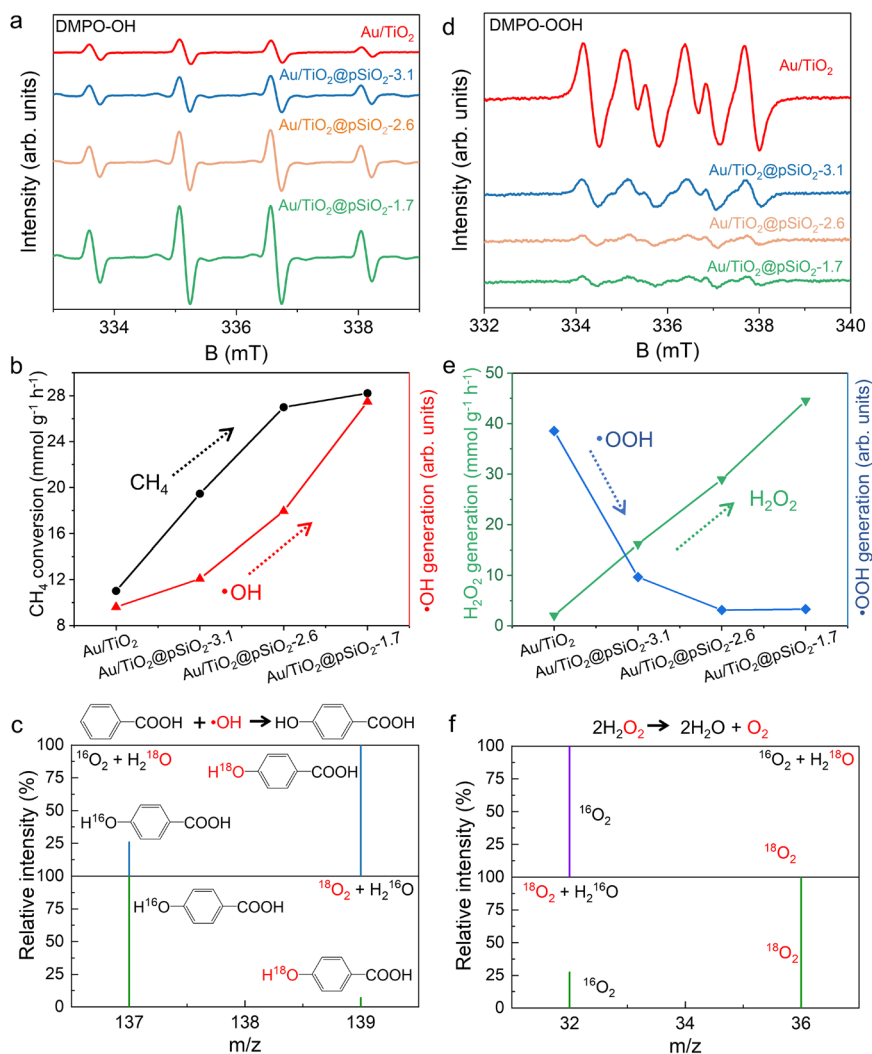 a
DMPO-OH
Au/TiO₂
Au/TiO₂@pSiO₂-3.1
Au/TiO₂@pSiO₂-2.6
Au/TiO₂@pSiO₂-1.7
Intensity (arb. units)
334 336 338
B (mT)
d
DMPO-OOH
Au/TiO₂
Au/TiO₂@pSiO₂-3.1
Au/TiO₂@pSiO₂-2.6
Au/TiO₂@pSiO₂-1.7
Intensity (arb. units)
332 334 336 338 340
B (mT)
b
28
24
20
16
12
8
CH₄ conversion (mmol g⁻¹ h⁻¹)
•OH generation (arb. units)
CH₄
•OH
Au/TiO₂
Au/TiO₂@pSiO₂-3.1
Au/TiO₂@pSiO₂-2.6
Au/TiO₂@pSiO₂-1.7
e
50
40
30
20
10
0
H₂O₂ generation (mmol g⁻¹ h⁻¹)
•OOH generation (arb. units)
•OOH
H₂O₂
Au/TiO₂
Au/TiO₂@pSiO₂-3.1
Au/TiO₂@pSiO₂-2.6
Au/TiO₂@pSiO₂-1.7
c
COOH + •OH → HO COOH
100
75
50
25
¹⁶O₂ + H₂¹⁸O
H¹⁸O COOH
H¹⁶O COOH
100
75
50
25
0
¹⁸O₂ + H₂¹⁶O
H¹⁶O COOH
H¹⁸O COOH
Relative intensity (%)
137 138 139
m/z
f
2H₂O₂ → 2H₂O + O₂
100
75
50
25
¹⁶O₂ + H₂¹⁸O
¹⁶O₂
¹⁸O₂
100
75
50
25
0
¹⁸O₂ + H₂¹⁶O
¹⁸O₂
¹⁶O₂
Relative intensity (%)
32 34 36
m/z